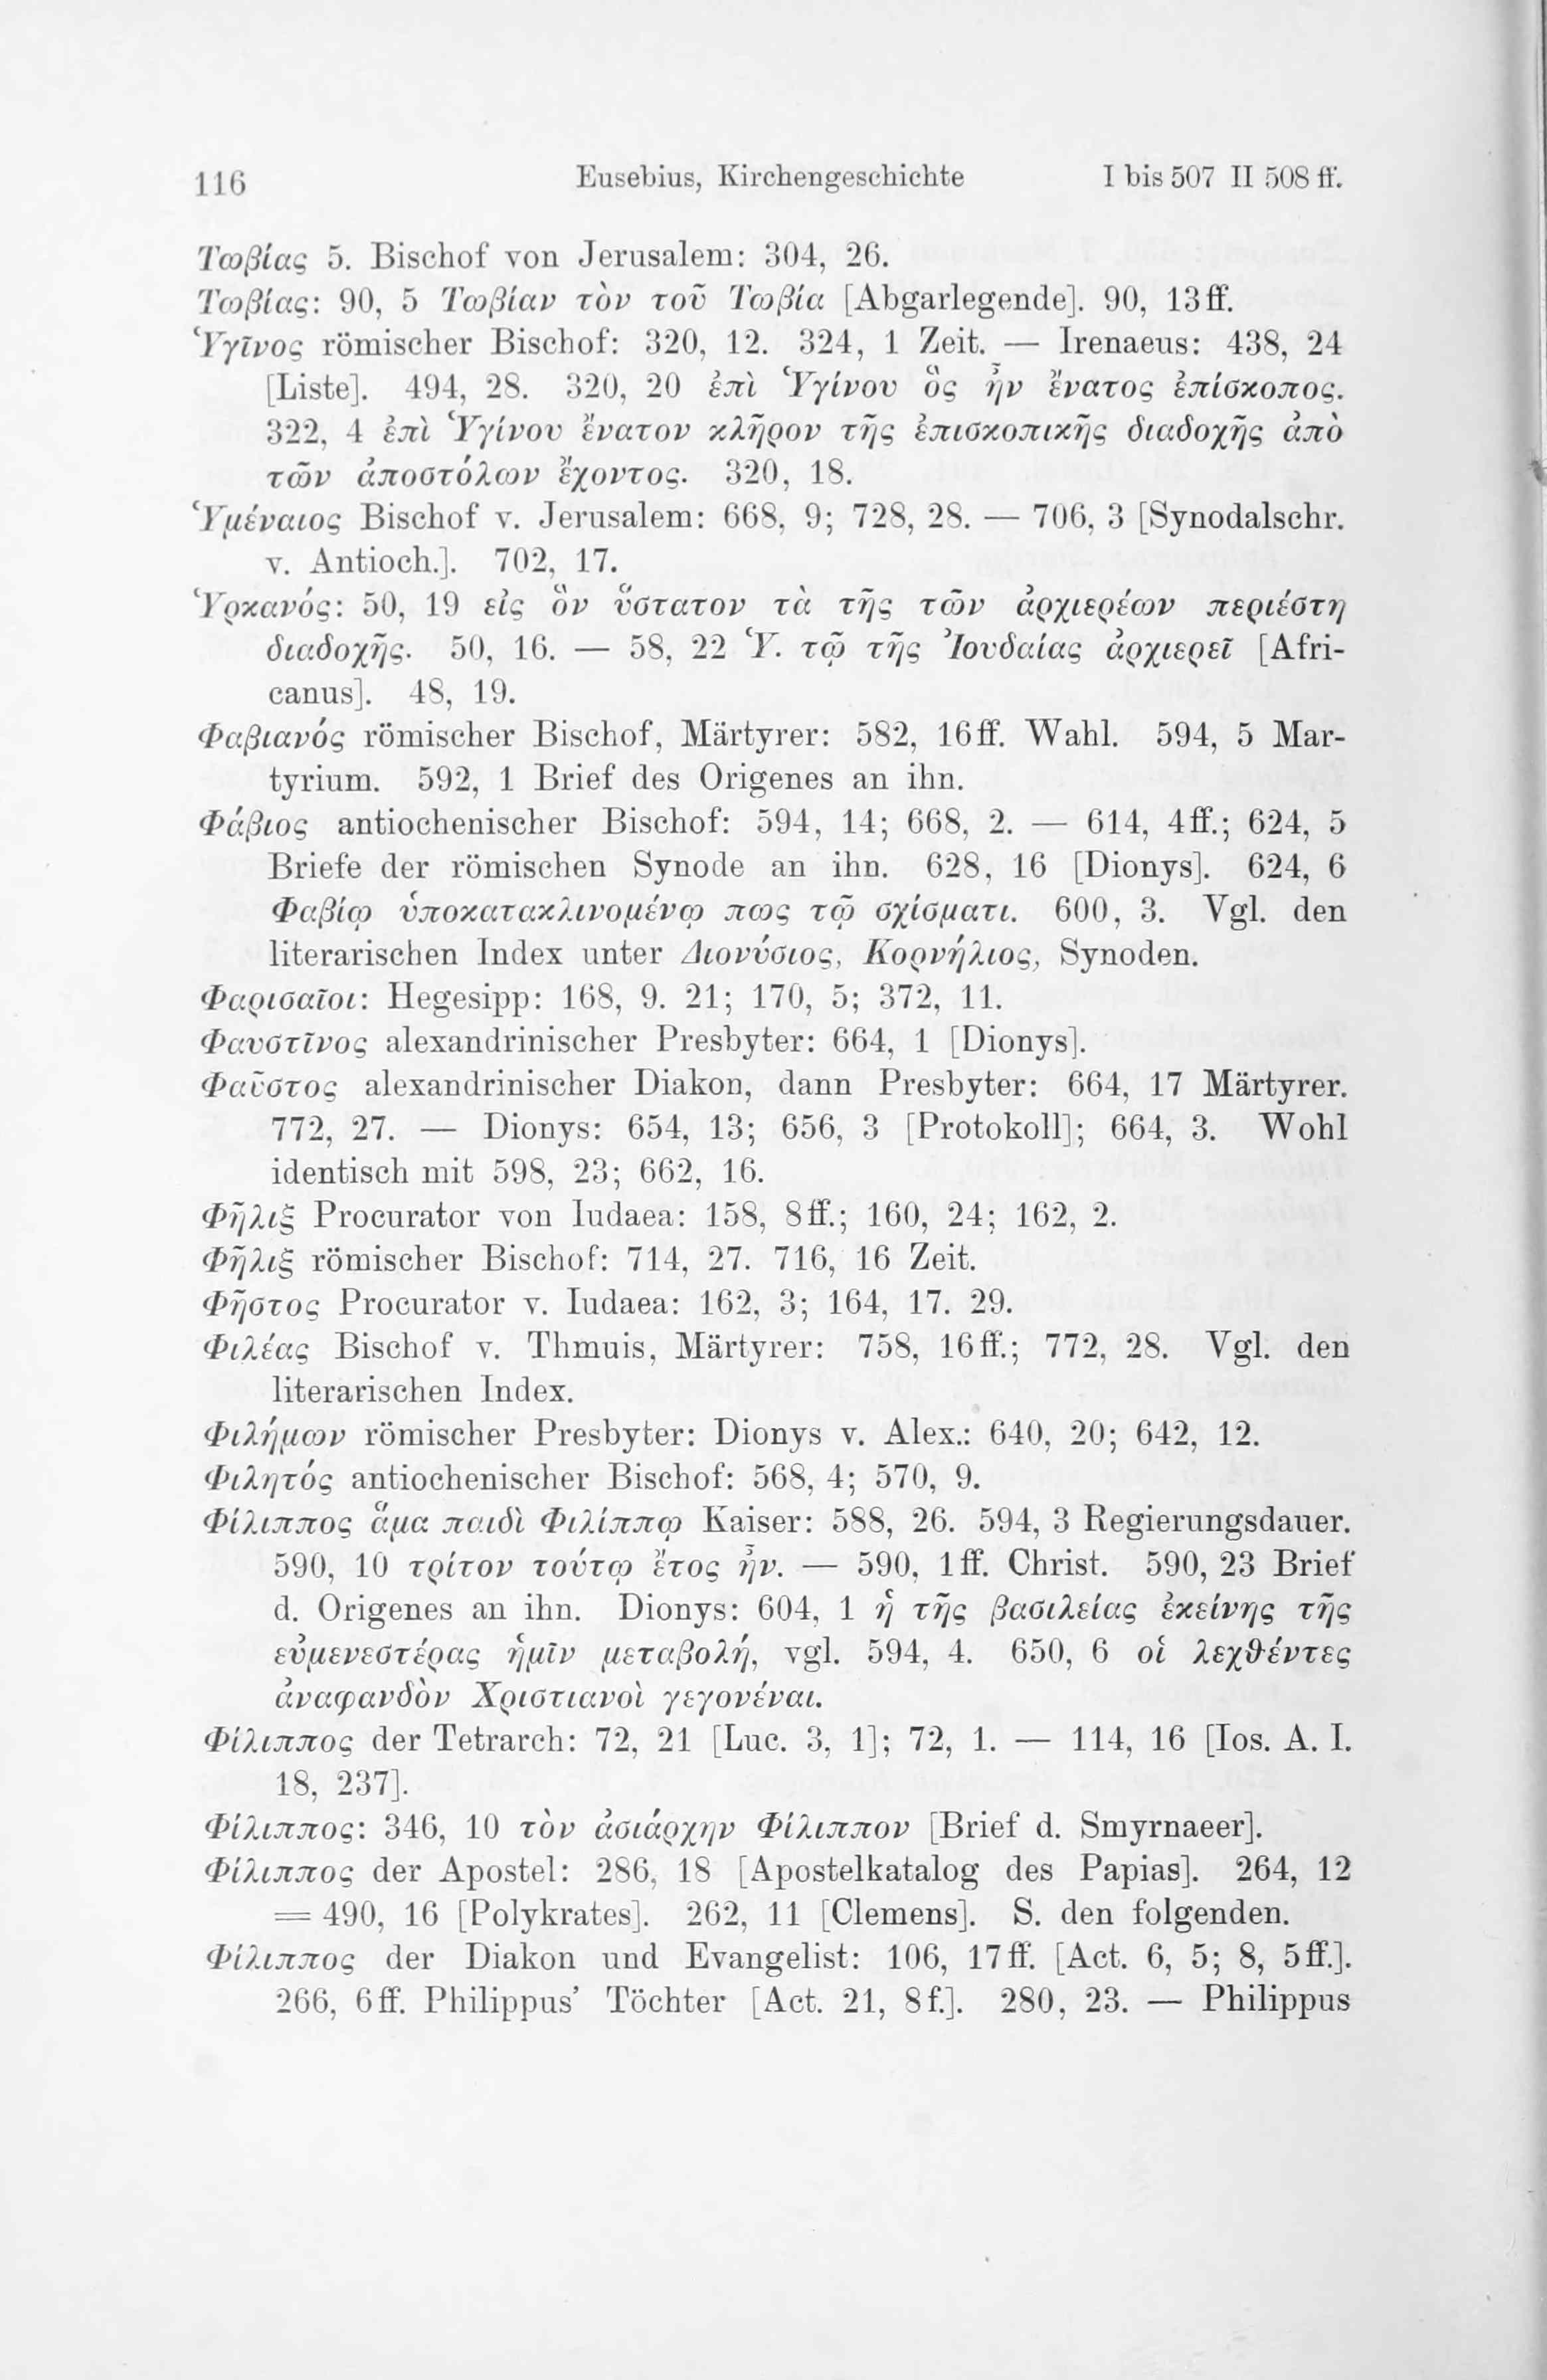 116 Eusebius, Kirchengeschichte I bis 507 II 508 ff.
Τωβίας 5. Bischof von Jerusalem: 304, 26.
Τωβίας: 90, 5 Τωβίαν τὸν τοῦ Τωβία [Abgarlegende]. 90, 13 ff.
Ὑγῖνος römischer Bischof: 320, 12. 324, 1 Zeit. — Irenaeus: 438, 24
[Liste]. 494, 28. 320, 20 ἐπὶ Ὑγίνου ὃς ἦν ἔνατος ἐπίσκοπος.
322, 4 ἐπὶ Ὑγίνου ἔνατον κλῆρον τῆς ἐπισκοπικῆς διαδοχῆς ἀπὸ
τῶν ἀποστόλων ἔχοντος. 320, 18.
Ὑμέναιος Bischof v. Jerusalem: 668, 9; 728, 28. — 706, 3 [Synodalschr.
v. Antioch.]. 702, 17.
Ὑρκανός: 50, 19 εἰς ὃν ὕστατον τὰ τῆς τῶν ἀρχιερέων περιέστη
διαδοχῆς. 50, 16. — 58, 22 Ὑ. τῷ τῆς Ἰουδαίας ἀρχιερεῖ [Afri-
canus]. 48, 19.
Φαβιανός römischer Bischof, Märtyrer: 582, 16 ff. Wahl. 594, 5 Mar-
tyrium. 592, 1 Brief des Origenes an ihn.
Φάβιος antiochenischer Bischof: 594, 14; 668, 2. — 614, 4 ff.; 624, 5
Briefe der römischen Synode an ihn. 628, 16 [Dionys]. 624, 6
Φαβίῳ ὑποκατακλινομένῳ πως τῷ σχίσματι. 600, 3. Vgl. den
literarischen Index unter Διονύσιος, Κορνήλιος, Synoden.
Φαρισαῖοι: Hegesipp: 168, 9. 21; 170, 5; 372, 11.
Φαυστῖνος alexandrinischer Presbyter: 664, 1 [Dionys].
Φαῦστος alexandrinischer Diakon, dann Presbyter: 664, 17 Märtyrer.
772, 27. — Dionys: 654, 13; 656, 3 [Protokoll]; 664, 3. Wohl
identisch mit 598, 23; 662, 16.
Φῆλιξ Procurator von Iudaea: 158, 8 ff.; 160, 24; 162, 2.
Φῆλιξ römischer Bischof: 714, 27. 716, 16 Zeit.
Φῆστος Procurator v. Iudaea: 162, 3; 164, 17. 29.
Φιλέας Bischof v. Thmuis, Märtyrer: 758, 16 ff.; 772, 28. Vgl. den
literarischen Index.
Φιλήμων römischer Presbyter: Dionys v. Alex.: 640, 20; 642, 12.
Φιλητός antiochenischer Bischof: 568, 4; 570, 9.
Φίλιππος ἅμα παιδὶ Φιλίππῳ Kaiser: 588, 26. 594, 3 Regierungsdauer.
590, 10 τρίτον τούτῳ ἔτος ἦν. — 590, 1 ff. Christ. 590, 23 Brief
d. Origenes an ihn. Dionys: 604, 1 ἡ τῆς βασιλείας ἐκείνης τῆς
εὐμενεστέρας ἡμῖν μεταβολή, vgl. 594, 4. 650, 6 οἱ λεχθέντες
ἀναφανδὸν Χριστιανοὶ γεγονέναι.
Φίλιππος der Tetrarch: 72, 21 [Luc. 3, 1]; 72, 1. — 114, 16 [Ios. A. I.
18, 237].
Φίλιππος: 346, 10 τὸν ἀσιάρχην Φίλιππον [Brief d. Smyrnaeer].
Φίλιππος der Apostel: 286, 18 [Apostelkatalog des Papias]. 264, 12
= 490, 16 [Polykrates]. 262, 11 [Clemens]. S. den folgenden.
Φίλιππος der Diakon und Evangelist: 106, 17 ff. [Act. 6, 5; 8, 5 ff.].
266, 6 ff. Philippus' Töchter [Act. 21, 8 f.]. 280, 23. — Philippus